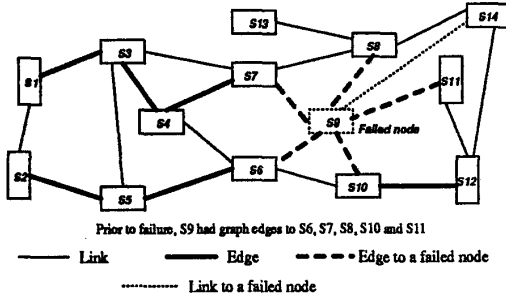 S13
S14
S3
S8
S1
S7
S11
S9
S4
Failed node
S2
S6
S10
S12
S5
Prior to failure, S9 had graph edges to S6, S7, S8, S10 and S11
Link
Edge
Edge to a failed node
Link to a failed node